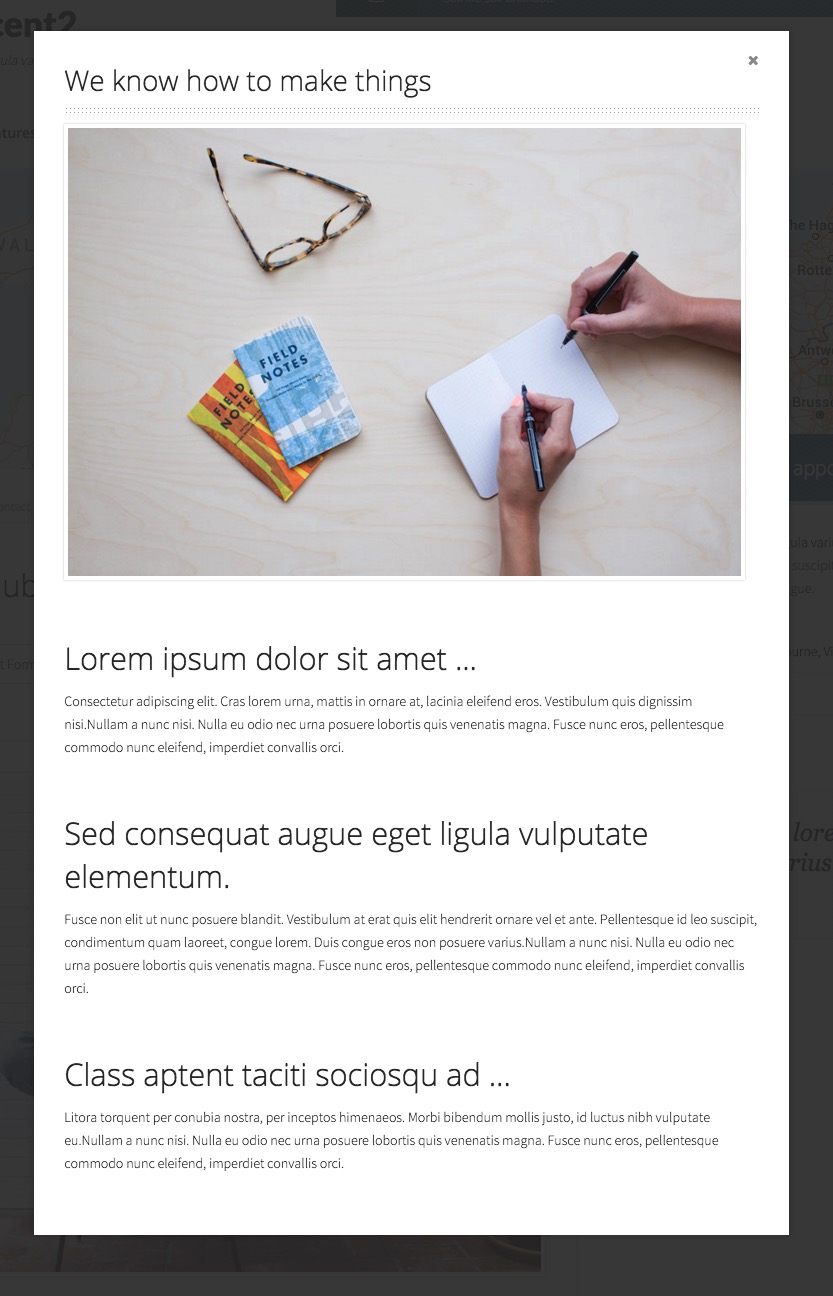 cent2
We know how to make things
FIELD
NOTES
FIELD
NOTES
Lorem ipsum dolor sit amet ...
Consectetur adipiscing elit. Cras lorem urna, mattis in ornare at, lacinia eleifend eros. Vestibulum quis dignissim
nisi.Nullam a nunc nisi. Nulla eu odio nec urna posuere lobortis quis venenatis magna. Fusce nunc eros, pellentesque
commodo nunc eleifend, imperdiet convallis orci.
Sed consequat augue eget ligula vulputate
elementum.
Fusce non elit ut nunc posuere blandit. Vestibulum at erat quis elit hendrerit ornare vel et ante. Pellentesque id leo suscipit,
condimentum quam laoreet, congue lorem. Duis congue eros non posuere varius.Nullam a nunc nisi. Nulla eu odio nec
urna posuere lobortis quis venenatis magna. Fusce nunc eros, pellentesque commodo nunc eleifend, imperdiet convallis
orci.
Class aptent taciti sociosqu ad ...
Litora torquent per conubia nostra, per inceptos himenaeos. Morbi bibendum mollis justo, id luctus nibh vulputate
eu.Nullam a nunc nisi. Nulla eu odio nec urna posuere lobortis quis venenatis magna. Fusce nunc eros, pellentesque
commodo nunc eleifend, imperdiet convallis orci.